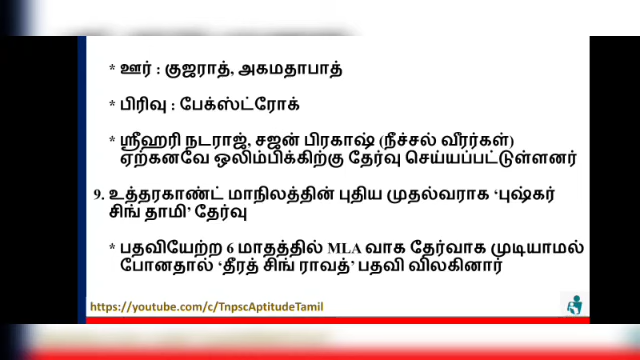 * ஊர் : குஜராத், அகமதாபாத்
* பிரிவு : பேக்ஸ்ட்ரோக்
* ஸ்ரீஹரி நடராஜ், சஜன் பிரகாஷ் (நீச்சல் வீரர்கள்)
ஏற்கனவே ஒலிம்பிக்கிற்கு தேர்வு செய்யப்பட்டுள்ளனர்
9. உத்தரகாண்ட் மாநிலத்தின் புதிய முதல்வராக ‘புஷ்கர்
சிங் தாமி’ தேர்வு
* பதவியேற்ற 6 மாதத்தில் MLA வாக தேர்வாக முடியாமல்
போனதால் ‘தீரத் சிங் ராவத்’ பதவி விலகினார்
https://youtube.com/c/TnpscAptitudeTamil